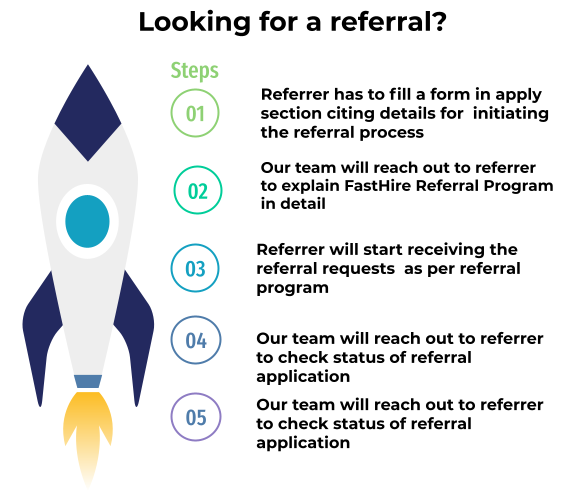 Looking for a referral?
Steps
01
Referrer has to fill a form in apply
section citing details for initiating
the referral process
02
Our team will reach out to referrer
to explain FastHire Referral Program
in detail
03
Referrer will start receiving the
referral requests as per referral
program
04
Our team will reach out to referrer
to check status of referral
application
05
Our team will reach out to referrer
to check status of referral
application